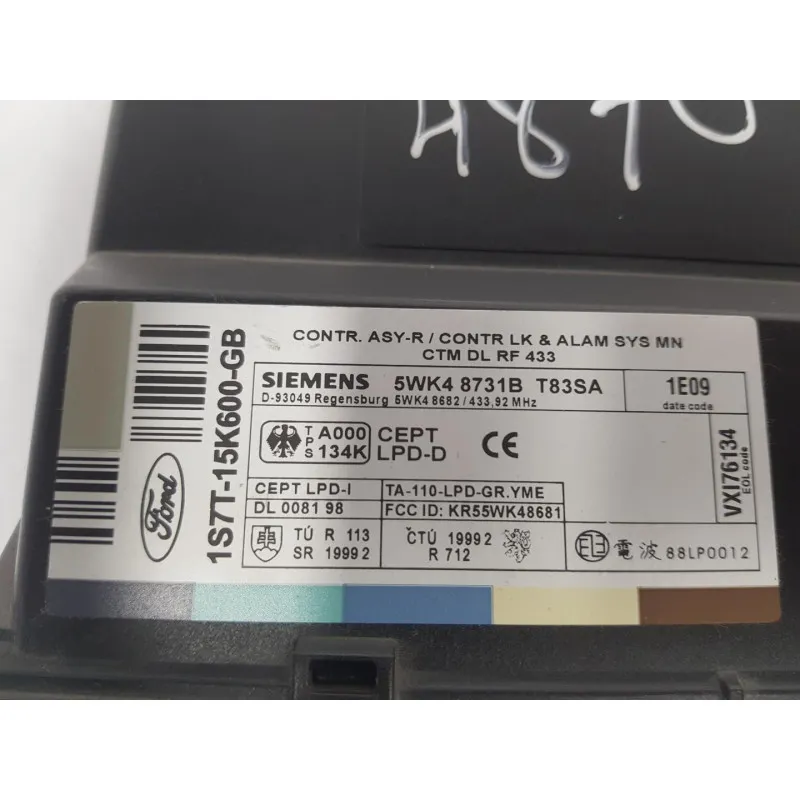 4870
CONTR. ASY-R / CONTR LK & ALAM SYS MN
CTM DL RF 433
1S7T-15K600-GB
Ford
SIEMENS 5WK4 8731B T83SA
D-93049 Regensburg 5WK4 8682 / 433,92 MHz
1E09
date code
TPS A000
134K
CEPT
LPD-D
CE
VXI76134
EOL code
CEPT LPD-I
DL 0081 98
TA-110-LPD-GR.YME
FCC ID: KR55WK48681
TÚ R 113
SR 1999 2
ČTÚ 1999 2
R 712
電波 88LP0012